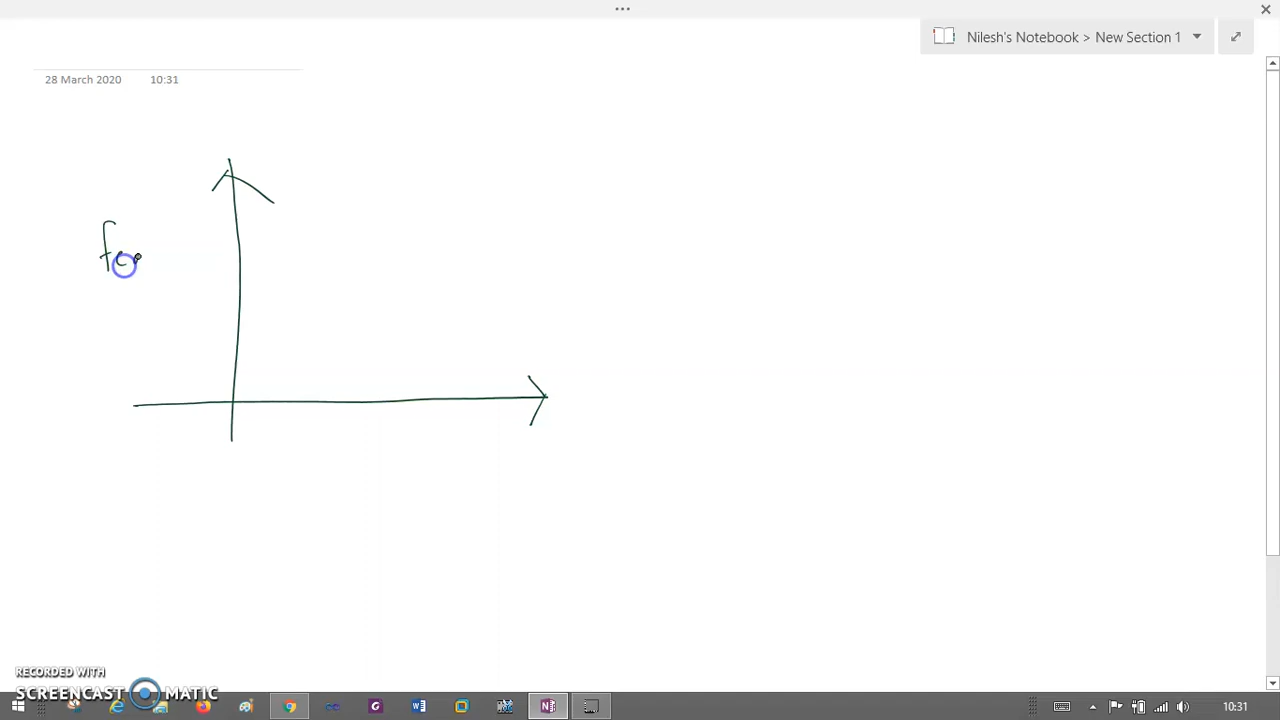 Nilesh's Notebook > New Section 1
28 March 2020 10:31
RECORDED WITH
SCREENCAST MATIC
10:31